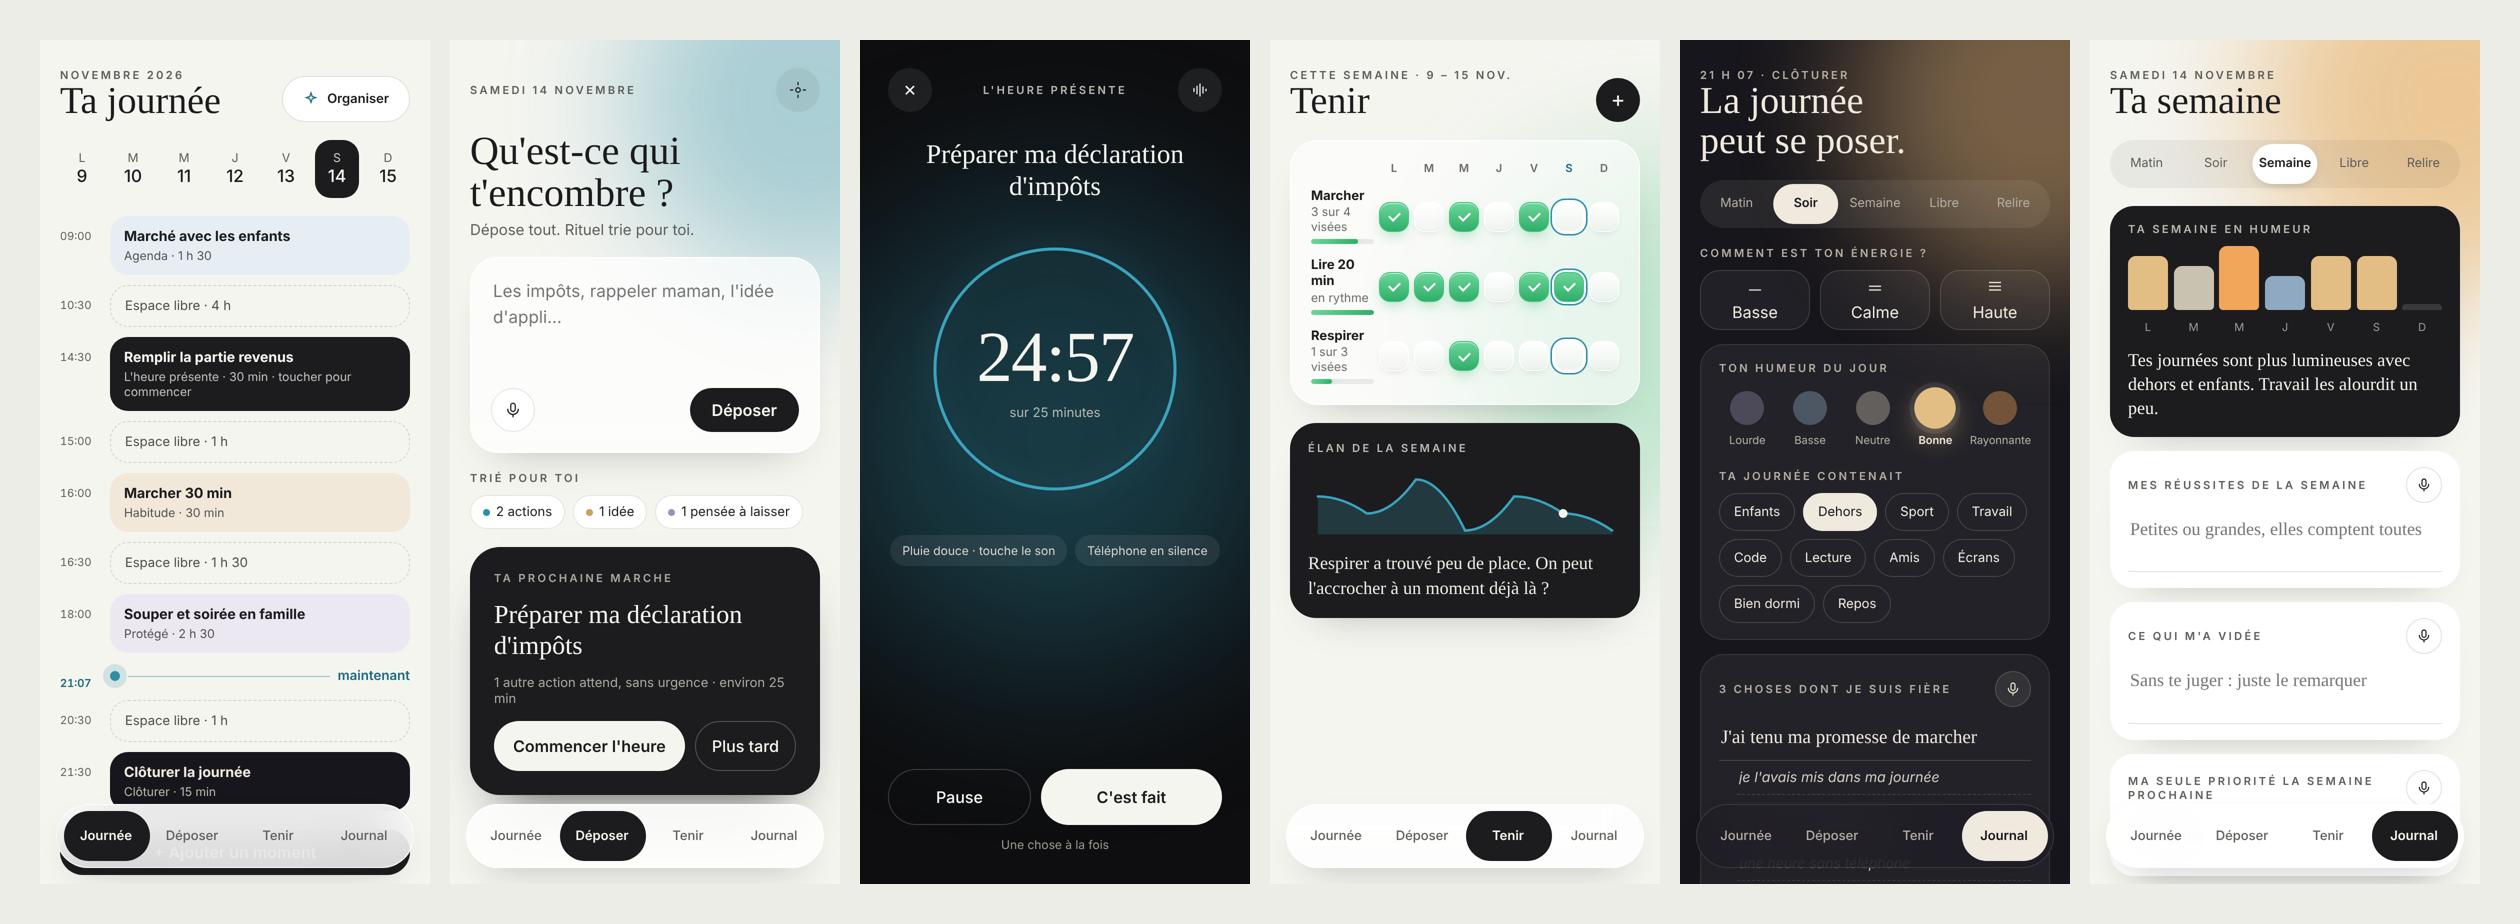 NOVEMBRE 2026
Ta journée
Organiser
L M M J V S D
9 10 11 12 13 14 15
09:00
Marché avec les enfants
Agenda · 1 h 30
10:30
Espace libre · 4 h
14:30
Remplir la partie revenus
L'heure présente · 30 min · toucher pour
commencer
15:00
Espace libre · 1 h
16:00
Marcher 30 min
Habitude · 30 min
16:30
Espace libre · 1 h 30
18:00
Souper et soirée en famille
Protégé · 2 h 30
21:07
maintenant
20:30
Espace libre · 1 h
21:30
Clôturer la journée
Clôturer · 15 min
+ Ajouter un moment
Journée Déposer Tenir Journal
SAMEDI 14 NOVEMBRE
Qu'est-ce qui
t'encombre ?
Dépose tout. Rituel trie pour toi.
Les impôts, rappeler maman, l'idée
d'appli...
Déposer
TRIÉ POUR TOI
2 actions
1 idée
1 pensée à laisser
TA PROCHAINE MARCHE
Préparer ma déclaration
d'impôts
1 autre action attend, sans urgence · environ 25
min
Commencer l'heure
Plus tard
Journée Déposer Tenir Journal
L'HEURE PRÉSENTE
Préparer ma déclaration
d'impôts
24:57
sur 25 minutes
Pluie douce · touche le son
Téléphone en silence
Pause
C'est fait
Une chose à la fois
CETTE SEMAINE · 9 – 15 NOV.
Tenir
+
L M M J V S D
Marcher
3 sur 4
visées
Lire 20
min
en rythme
Respirer
1 sur 3
visées
ÉLAN DE LA SEMAINE
Respirer a trouvé peu de place. On peut
l'accrocher à un moment déjà là ?
Journée Déposer Tenir Journal
21 H 07 · CLÔTURER
La journée
peut se poser.
Matin Soir Semaine Libre Relire
COMMENT EST TON ÉNERGIE ?
Basse
Calme
Haute
TON HUMEUR DU JOUR
Lourde Basse Neutre Bonne Rayonnante
TA JOURNÉE CONTENAIT
Enfants Dehors Sport Travail
Code Lecture Amis Écrans
Bien dormi Repos
3 CHOSES DONT JE SUIS FIÈRE
J'ai tenu ma promesse de marcher
je l'avais mis dans ma journée
Journée Déposer Tenir Journal
une heure sans téléphone
SAMEDI 14 NOVEMBRE
Ta semaine
Matin Soir Semaine Libre Relire
TA SEMAINE EN HUMEUR
L M M J V S D
Tes journées sont plus lumineuses avec
dehors et enfants. Travail les alourdit un
peu.
MES RÉUSSITES DE LA SEMAINE
Petites ou grandes, elles comptent toutes
CE QUI M'A VIDÉE
Sans te juger : juste le remarquer
MA SEULE PRIORITÉ LA SEMAINE
PROCHAINE
Journée Déposer Tenir Journal